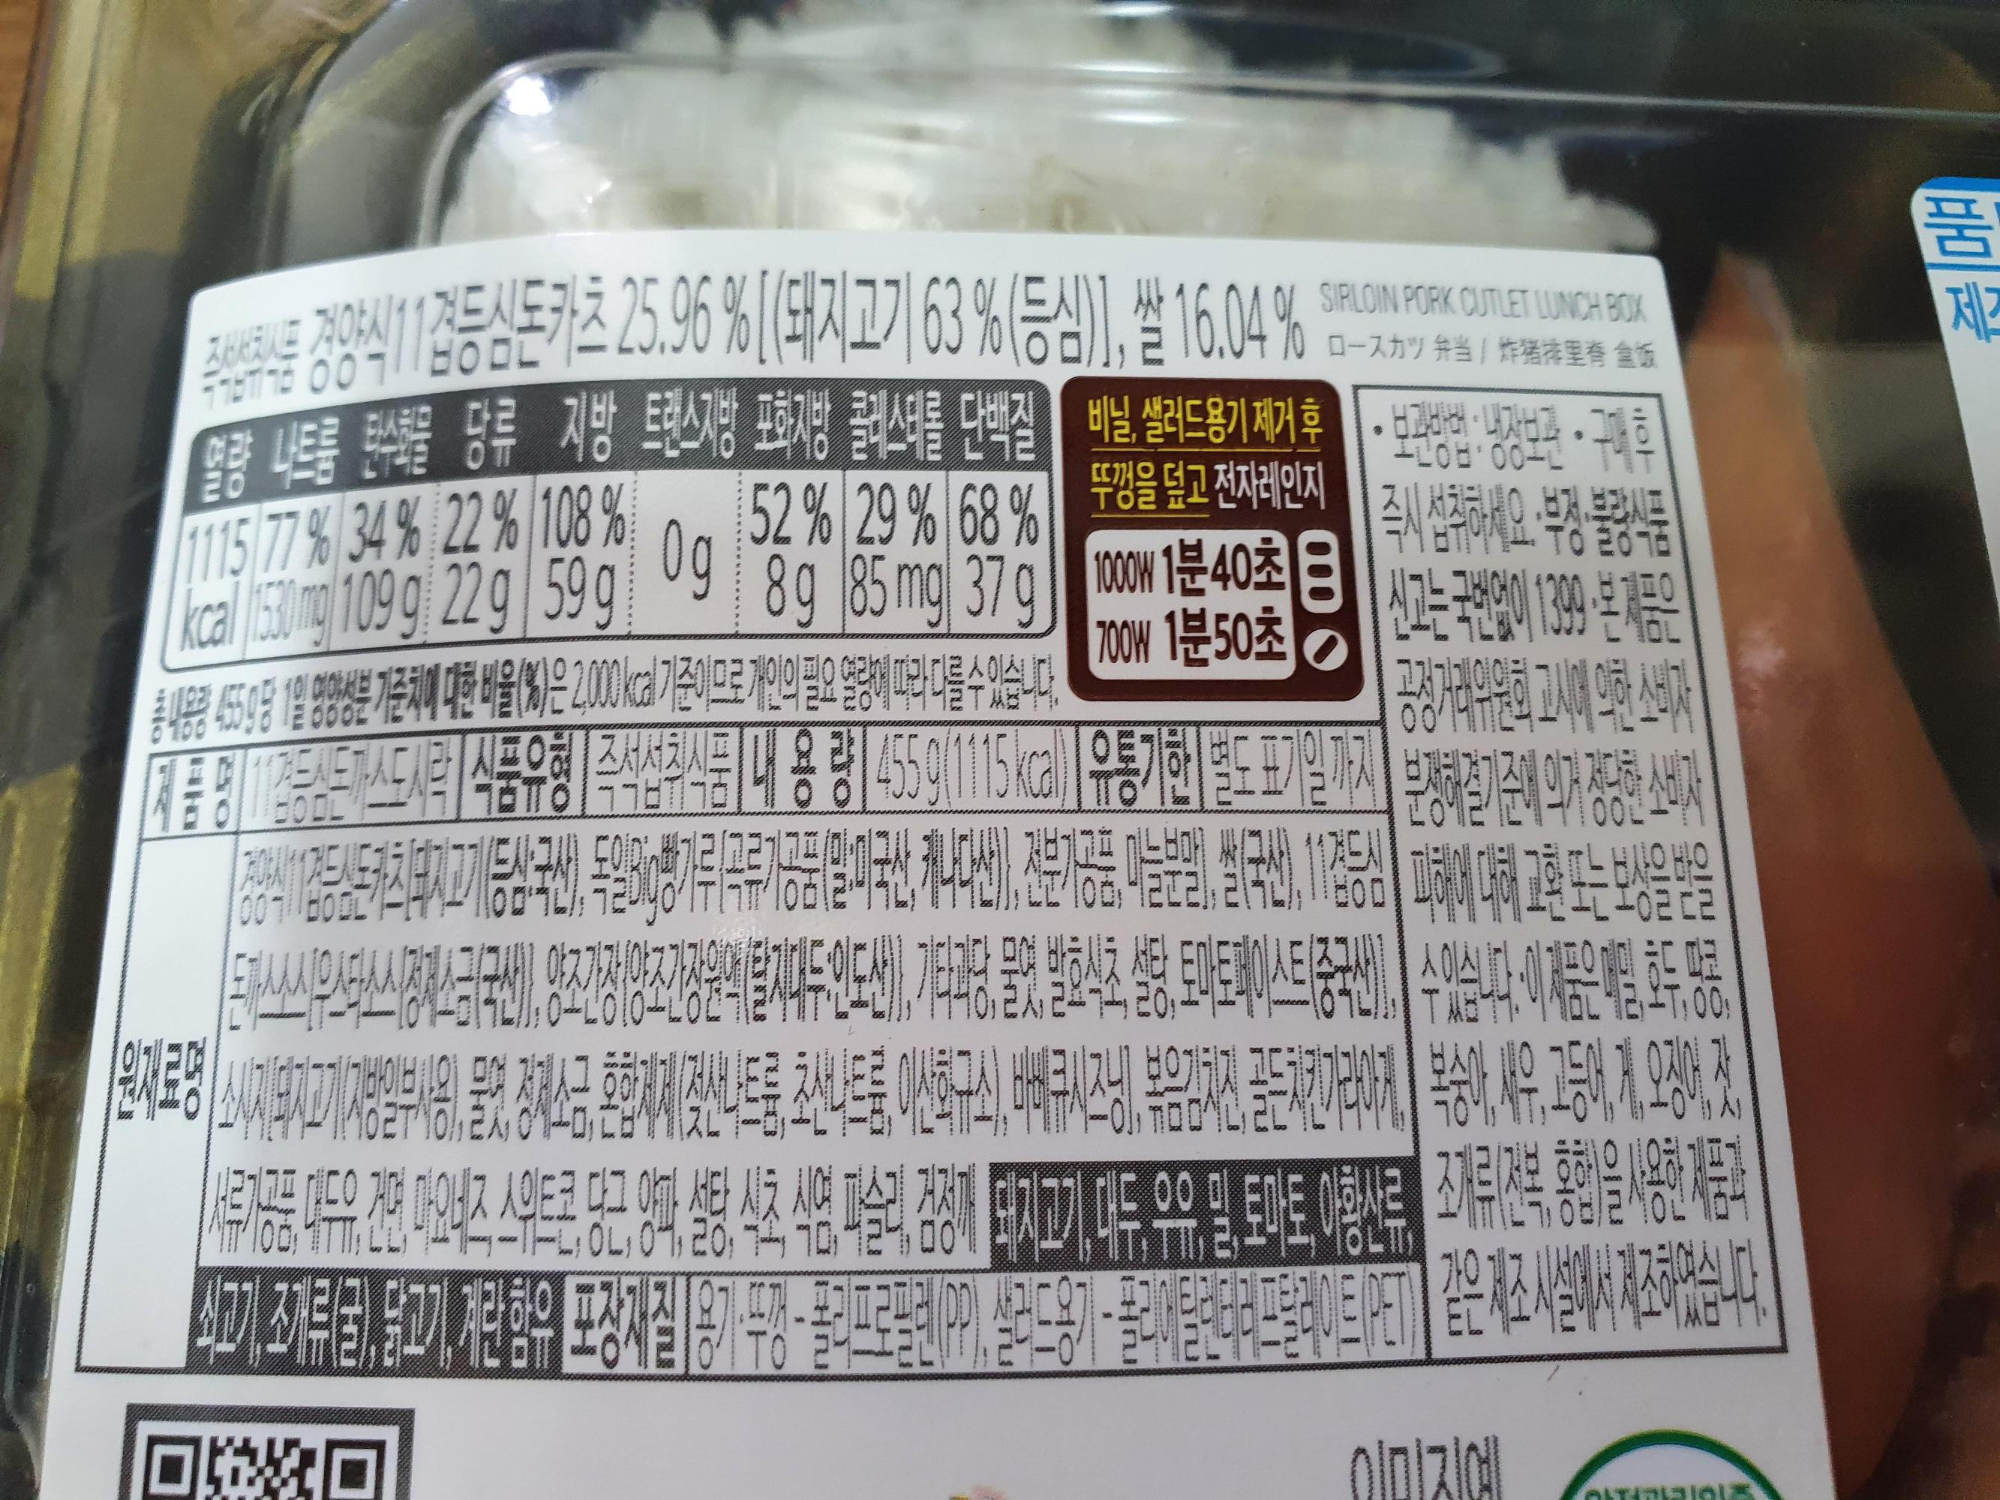 즉석섭취식품 경양식11겹등심돈카츠 25.96 % [(돼지고기 63 %(등심)], 쌀 16.04 %
SIRLOIN PORK CUTLET LUNCH BOX
ロースカツ 弁当 / 炸猪排里脊 盒饭
열량 나트륨 탄수화물 당류 지방 트랜스지방 포화지방 콜레스테롤 단백질
1115 77 % 34 % 22 % 108 % 0 g 52 % 29 % 68 %
kcal 1530 mg 109 g 22 g 59 g 8 g 85 mg 37 g
총 내용량 455 g당 1일 영양성분 기준치에 대한 비율(%)은 2,000 kcal 기준이므로 개인의 필요 열량에 따라 다를 수 있습니다.
비닐, 샐러드용기 제거 후
뚜껑을 덮고 전자레인지
1000W 1분40초
700W 1분50초
제품명 11겹등심돈까스도시락 식품유형 즉석섭취식품 내용량 455 g(1115 kcal) 유통기한 별도 표기일 까지
원재료명
경양식11겹등심돈카츠[돼지고기(등심:국산), 독일Big빵가루{곡류가공품(밀:미국산, 캐나다산)}, 전분가공품, 마늘분말], 쌀(국산), 11겹등심
돈까스소스[우스타소스{정제소금(국산)}, 양조간장{양조간장원액(탈지대두:인도산)}, 기타과당, 물엿, 발효식초, 설탕, 토마토페이스트(중국산)],
소시지[돼지고기(지방일부사용), 물엿, 정제소금, 혼합제제(젖산나트륨, 초산나트륨, 이산화규소), 바베큐시즈닝], 볶음김치진, 골든치킨가라아게,
서류가공품, 대두유, 건면, 마요네즈, 스위트콘, 당근, 양파, 설탕, 식초, 식염, 파슬리, 검정깨 돼지고기, 대두, 우유, 밀, 토마토, 이황산류,
쇠고기, 조개류(굴), 닭고기, 계란 함유 포장재질 용기·뚜껑 - 폴리프로필렌(PP), 샐러드용기 - 폴리에틸렌테레프탈레이트(PET)
• 보관방법 : 냉장보관 • 구매 후
즉시 섭취하세요. • 부정·불량식품
신고는 국번없이 1399 • 본 제품은
공정거래위원회 고시에 의한 소비자
분쟁해결기준에 의거 정당한 소비자
피해에 대해 교환 또는 보상을 받을
수 있습니다. • 이 제품은 메밀, 호두, 땅콩,
복숭아, 새우, 고등어, 게, 오징어, 잣,
조개류(전복, 홍합)을 사용한 제품과
같은 제조 시설에서 제조하였습니다.
품
제조